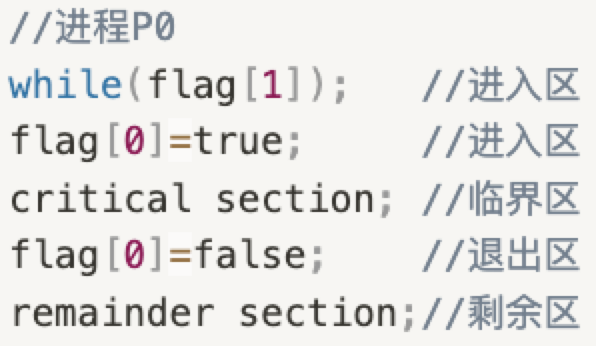 //进程P0
while(flag[1]);   //进入区
flag[0]=true;     //进入区
critical section; //临界区
flag[0]=false;    //退出区
remainder section;//剩余区